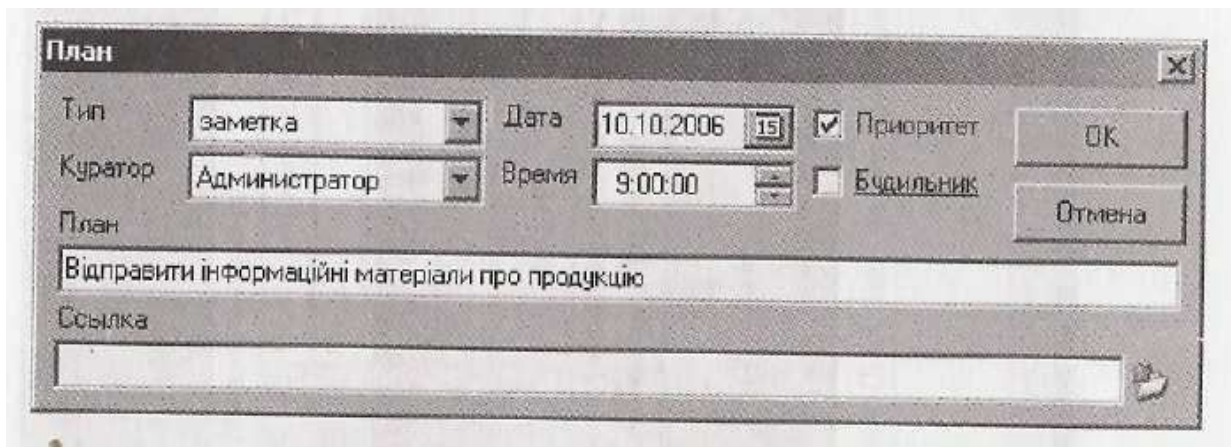 План
Тип заметка Дата 10.10.2006 15 Приоритет OK
Куратор Администратор Время 9:00:00 Будильник
Отмена
План
Відправити інформаційні матеріали про продукцію
Ссылка